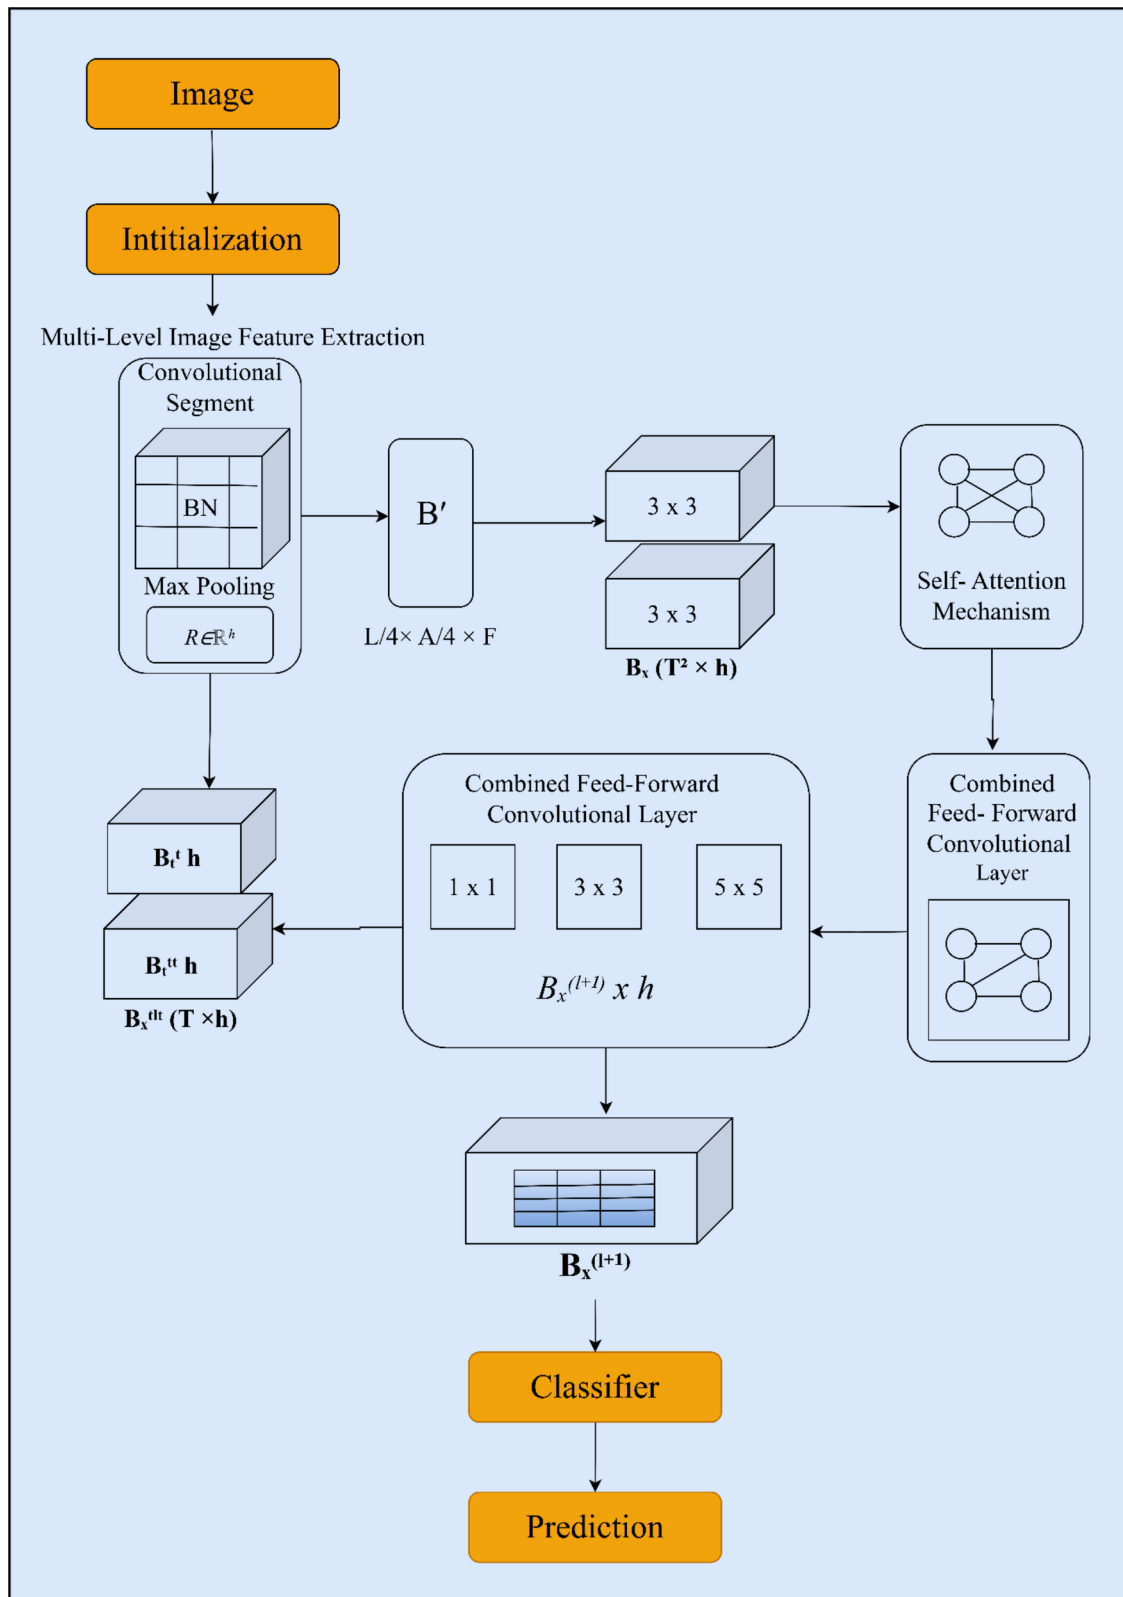 Image
Intitialization
Multi-Level Image Feature Extraction
Convolutional
Segment
BN
Max Pooling
R∈ℝʰ
B′
L/4× A/4 × F
3 x 3
3 x 3
Bₓ (T² × h)
Self- Attention
Mechanism
Combined
Feed- Forward
Convolutional
Layer
Combined Feed-Forward
Convolutional Layer
1 x 1
3 x 3
5 x 5
Bₓ⁽ˡ⁺¹⁾ x h
Bₜᵗ h
Bₜᵗᵗ h
Bₓᵗˡᵗ (T ×h)
Bₓ⁽ˡ⁺¹⁾
Classifier
Prediction